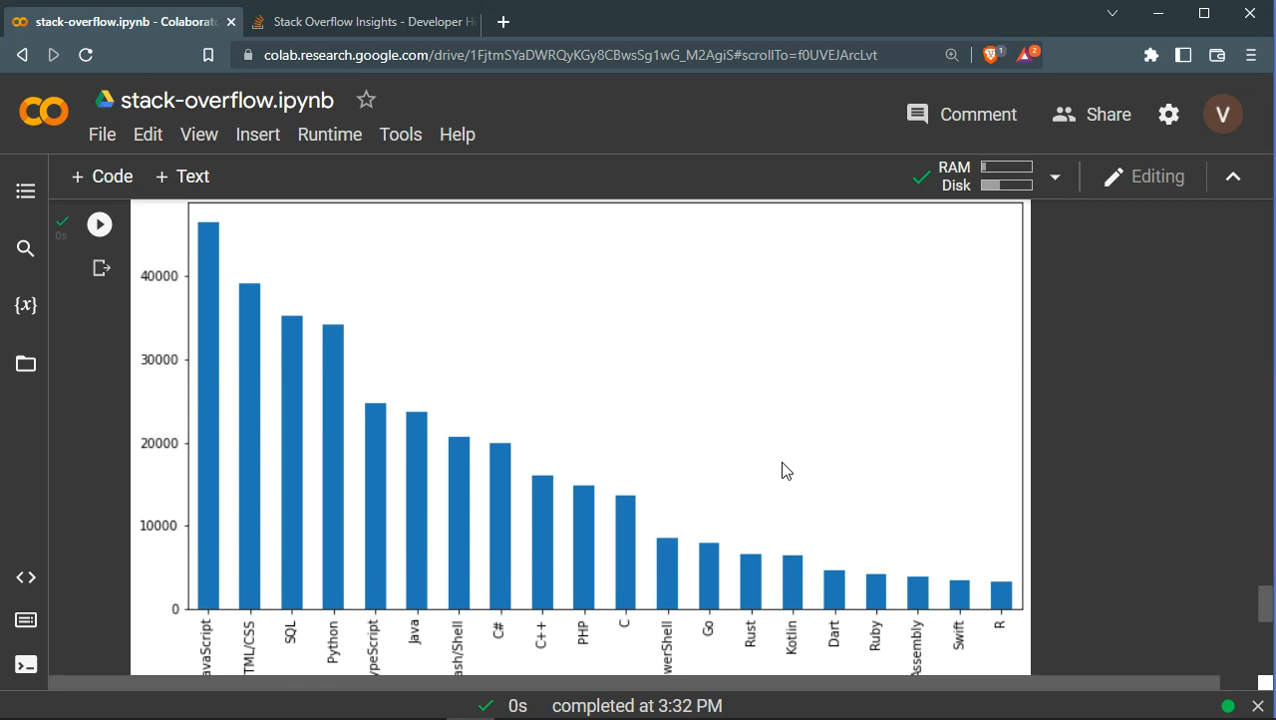 stack-overflow.ipynb - Colaborat
Stack Overflow Insights - Developer H
colab.research.google.com/drive/1FjtmSYaDWRQyKGy8CBwsSg1wG_M2AgiS#scrollTo=f0UVEJArcLvt
1
2
stack-overflow.ipynb
File Edit View Insert Runtime Tools Help
Comment
Share
V
+ Code + Text
RAM
Disk
Editing
0s
{x}
40000
30000
20000
10000
0
avaScript
TML/CSS
SQL
Python
ypeScript
Java
ash/Shell
C#
C++
PHP
C
werShell
Go
Rust
Kotlin
Dart
Ruby
Assembly
Swift
R
0s completed at 3:32 PM